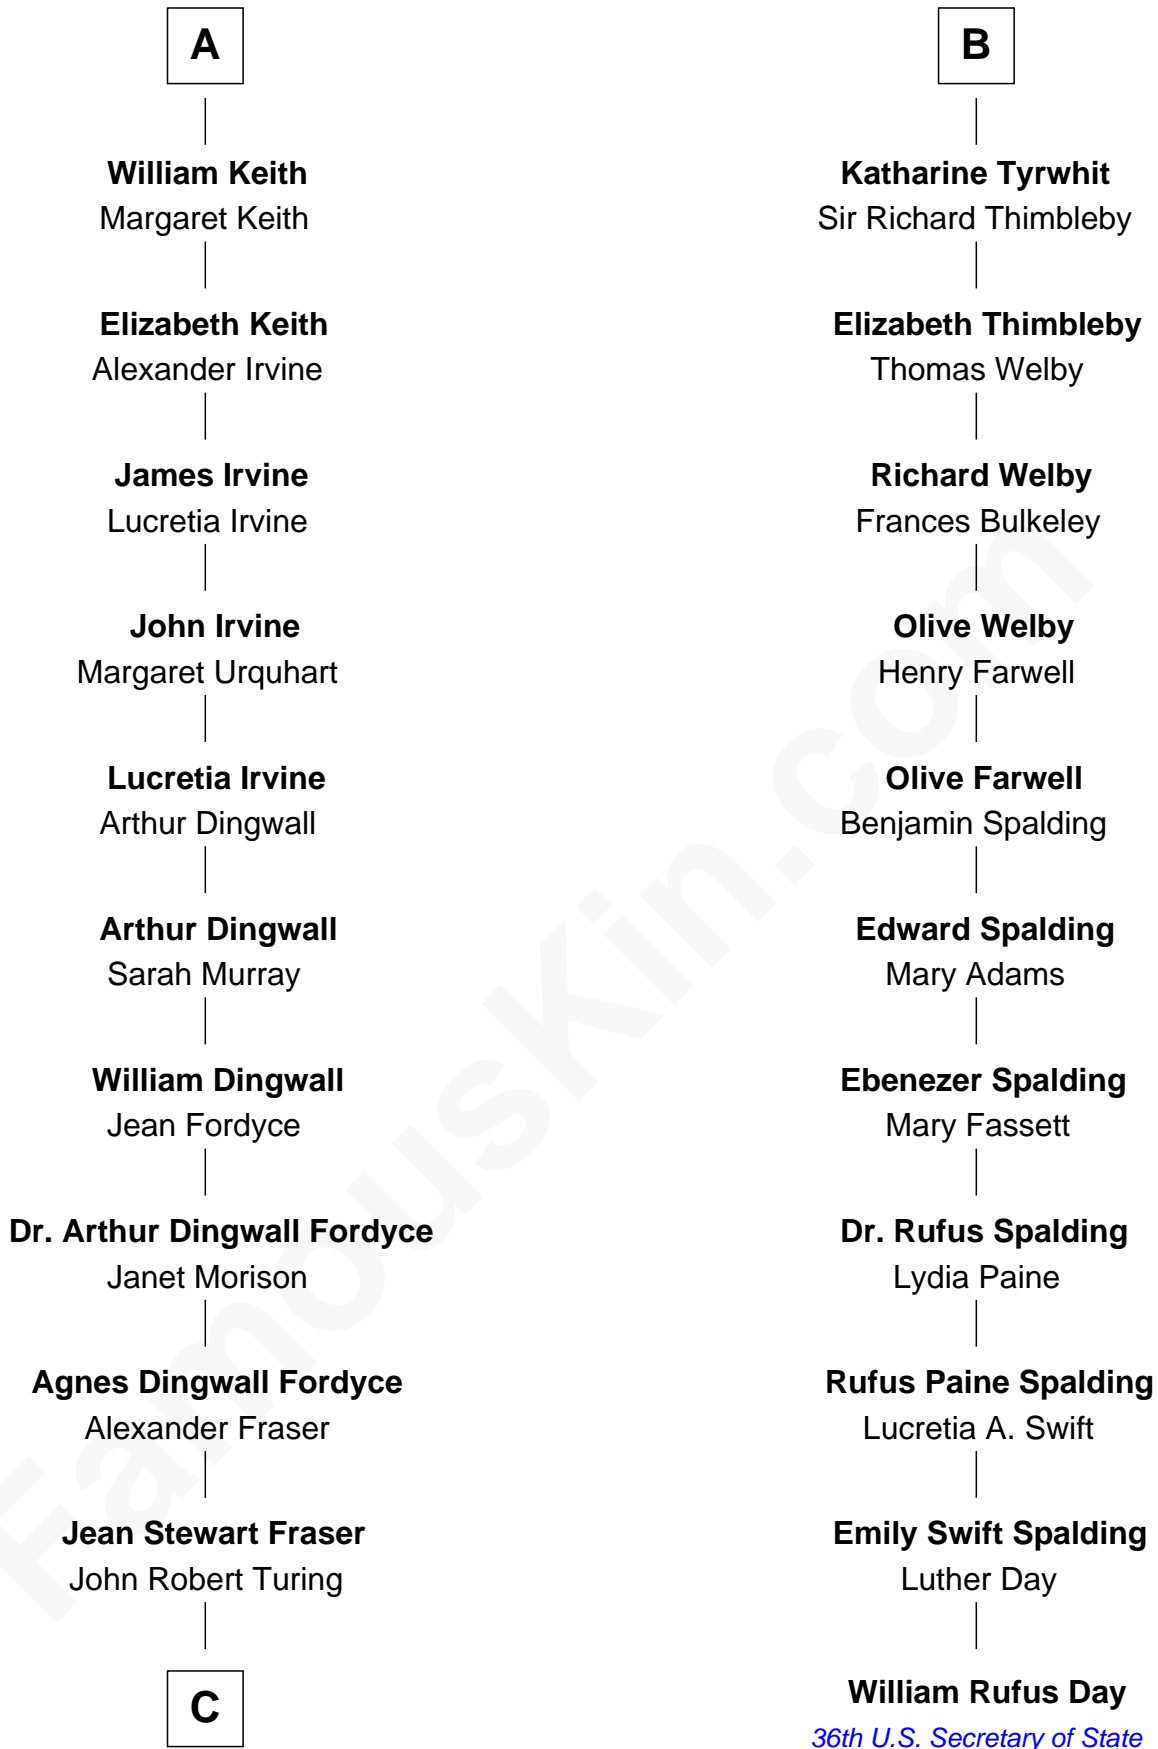 A
William Keith
Margaret Keith
Elizabeth Keith
Alexander Irvine
James Irvine
Lucretia Irvine
John Irvine
Margaret Urquhart
Lucretia Irvine
Arthur Dingwall
Arthur Dingwall
Sarah Murray
William Dingwall
Jean Fordyce
Dr. Arthur Dingwall Fordyce
Janet Morison
Agnes Dingwall Fordyce
Alexander Fraser
Jean Stewart Fraser
John Robert Turing
C
B
Katharine Tyrwhit
Sir Richard Thimbleby
Elizabeth Thimbleby
Thomas Welby
Richard Welby
Frances Bulkeley
Olive Welby
Henry Farwell
Olive Farwell
Benjamin Spalding
Edward Spalding
Mary Adams
Ebenezer Spalding
Mary Fassett
Dr. Rufus Spalding
Lydia Paine
Rufus Paine Spalding
Lucretia A. Swift
Emily Swift Spalding
Luther Day
William Rufus Day
36th U.S. Secretary of State
FamousKin.com